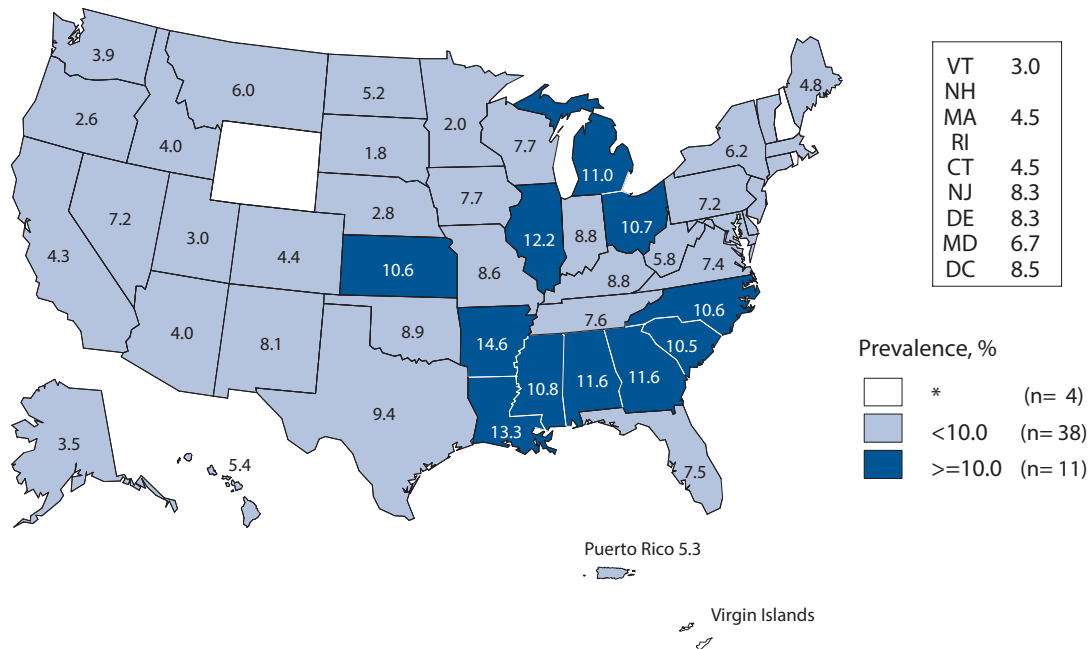 3.9
6.0
5.2
2.0
4.8
2.6
4.0
1.8
7.7
11.0
6.2
7.2
3.0
2.8
7.7
12.2
8.8
10.7
7.2
4.3
4.4
10.6
8.6
8.8
5.8
7.4
4.0
8.1
8.9
14.6
7.6
10.6
10.5
9.4
13.3
10.8
11.6
11.6
7.5
3.5
5.4
Puerto Rico 5.3
Virgin Islands
VT 3.0
NH
MA 4.5
RI
CT 4.5
NJ 8.3
DE 8.3
MD 6.7
DC 8.5
Prevalence, %
* (n= 4)
<10.0 (n= 38)
>=10.0 (n= 11)